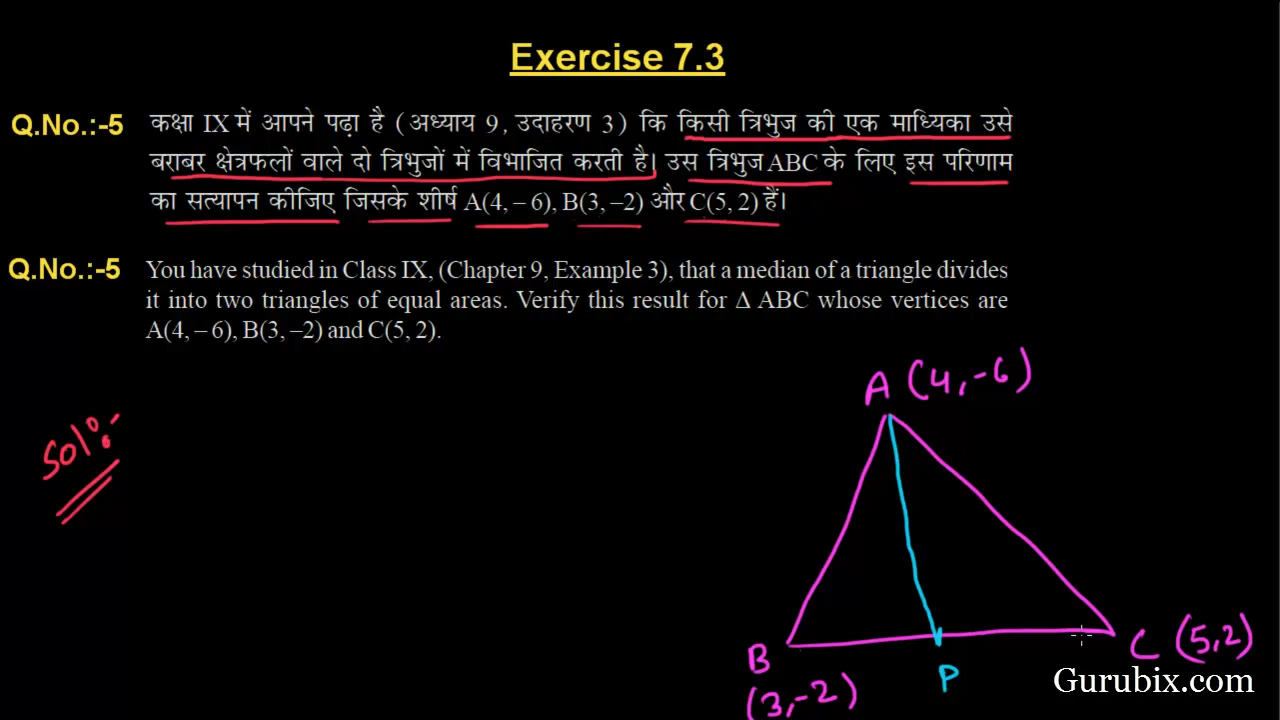 Exercise 7.3
Q.No.:-5 कक्षा IX में आपने पढ़ा है (अध्याय 9, उदाहरण 3) कि किसी त्रिभुज की एक माध्यिका उसे
बराबर क्षेत्रफलों वाले दो त्रिभुजों में विभाजित करती है। उस त्रिभुज ABC के लिए इस परिणाम
का सत्यापन कीजिए जिसके शीर्ष A(4, – 6), B(3, –2) और C(5, 2) हैं।
Q.No.:-5 You have studied in Class IX, (Chapter 9, Example 3), that a median of a triangle divides
it into two triangles of equal areas. Verify this result for Δ ABC whose vertices are
A(4, – 6), B(3, –2) and C(5, 2).
A (4,-6)
Sol:-
B
(3,-2)
P
C (5,2)
Gurubix.com